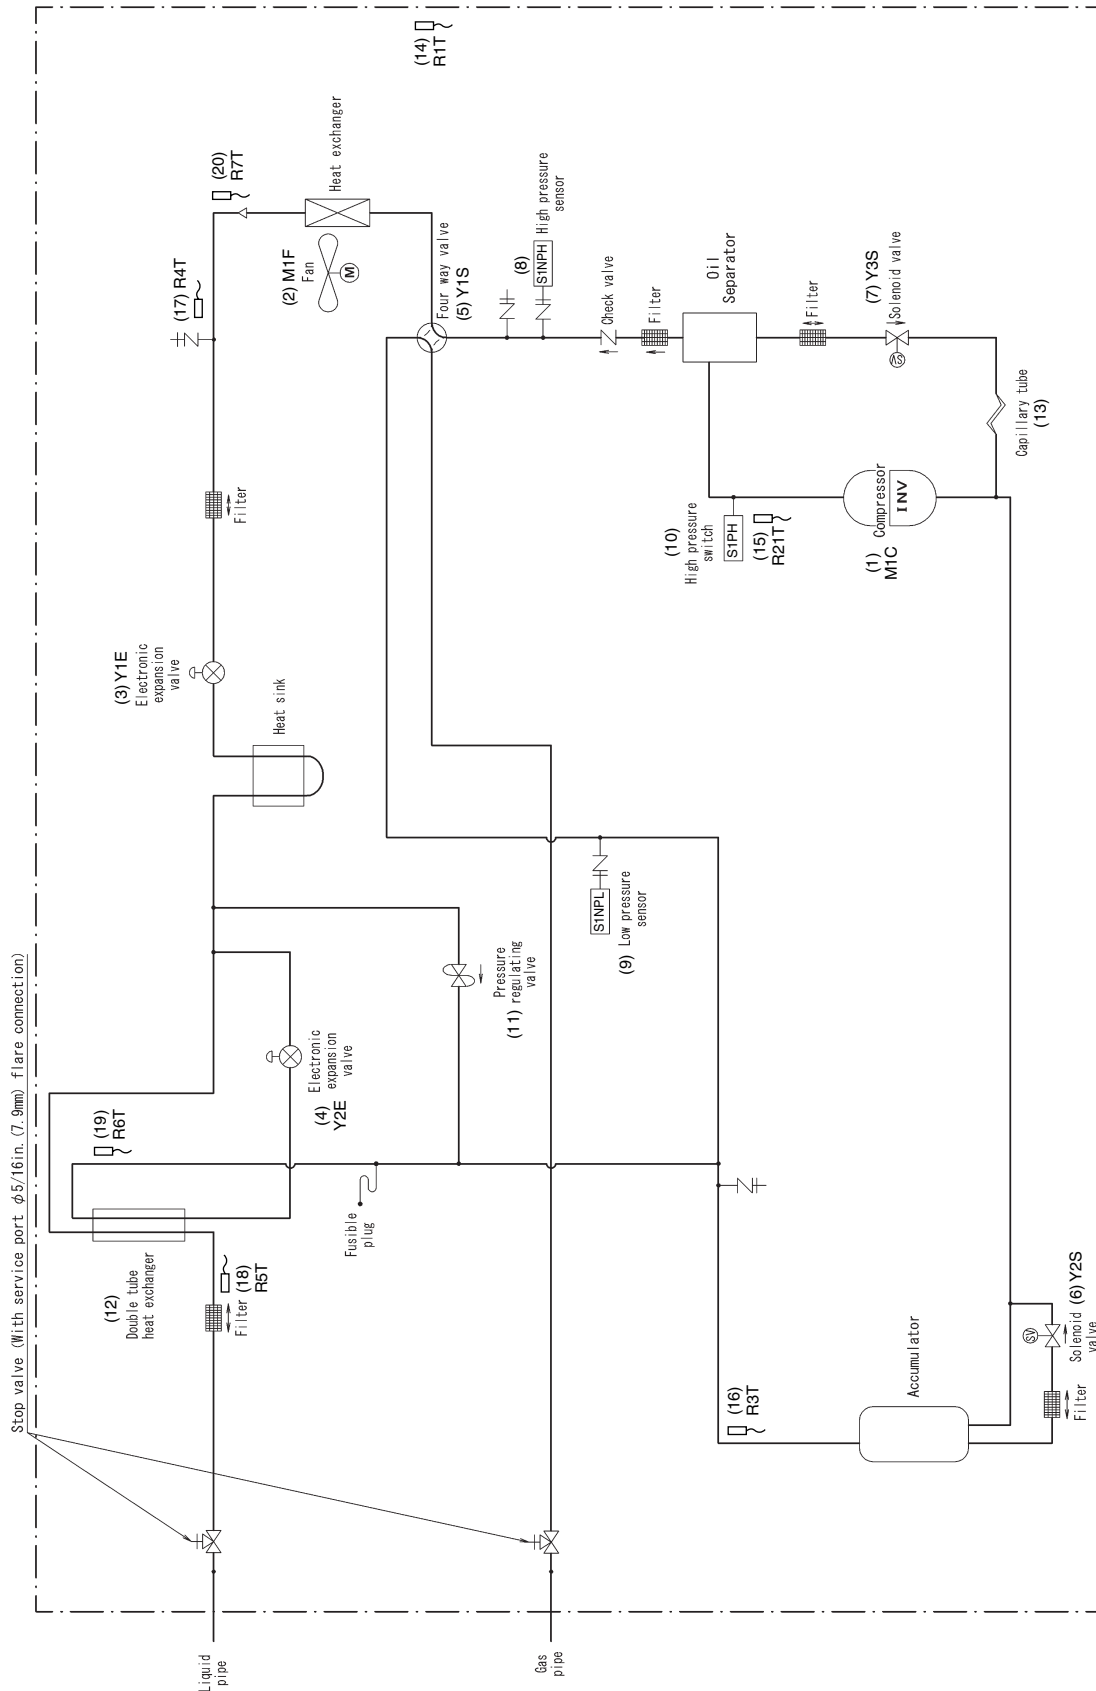 Stop valve (With service port φ5/16in. (7.9mm) flare connection)
Liquid
pipe
Gas
pipe
(12)
Double tube
heat exchanger
Filter
(18)
R5T
(19)
R6T
(4)
Y2E
Electronic
expansion
valve
Fusible
plug
Pressure
(11) regulating
valve
Heat sink
(3) Y1E
Electronic
expansion
valve
Filter
(17) R4T
(20)
R7T
Heat exchanger
(2) M1F
Fan
M
(14)
R1T
Four way valve
(5) Y1S
(8)
S1NPH
High pressure
sensor
Check valve
Filter
Oil
Separator
Filter
(7) Y3S
Solenoid valve
SV
Capillary tube
(13)
(10)
High pressure
switch
S1PH
(15)
R21T
(1)
M1C
Compressor
INV
S1NPL
(9) Low pressure
sensor
(16)
R3T
Accumulator
SV
Solenoid (6) Y2S
valve
Filter